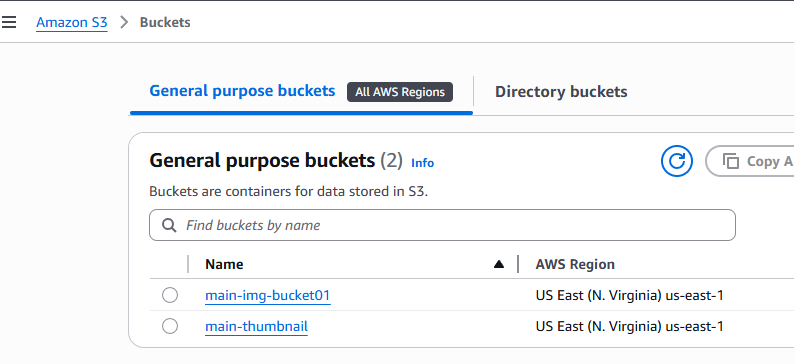 Amazon S3 > Buckets
General purpose buckets All AWS Regions Directory buckets
General purpose buckets (2) Info
Copy A
Buckets are containers for data stored in S3.
Find buckets by name
Name AWS Region
main-img-bucket01 US East (N. Virginia) us-east-1
main-thumbnail US East (N. Virginia) us-east-1